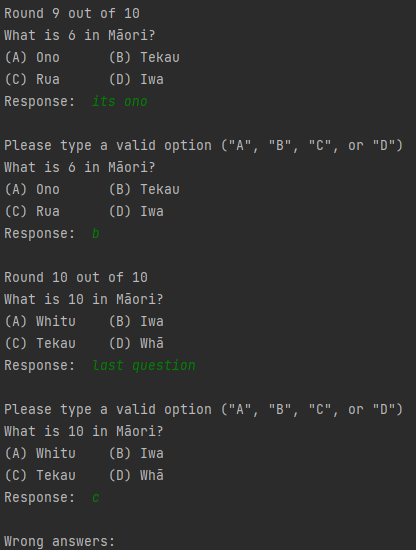 Round 9 out of 10
What is 6 in Māori?
(A) Ono      (B) Tekau
(C) Rua      (D) Iwa
Response:  its ono
Please type a valid option ("A", "B", "C", or "D")
What is 6 in Māori?
(A) Ono      (B) Tekau
(C) Rua      (D) Iwa
Response:  b
Round 10 out of 10
What is 10 in Māori?
(A) Whitu    (B) Iwa
(C) Tekau    (D) Whā
Response:  last question
Please type a valid option ("A", "B", "C", or "D")
What is 10 in Māori?
(A) Whitu    (B) Iwa
(C) Tekau    (D) Whā
Response:  c
Wrong answers: